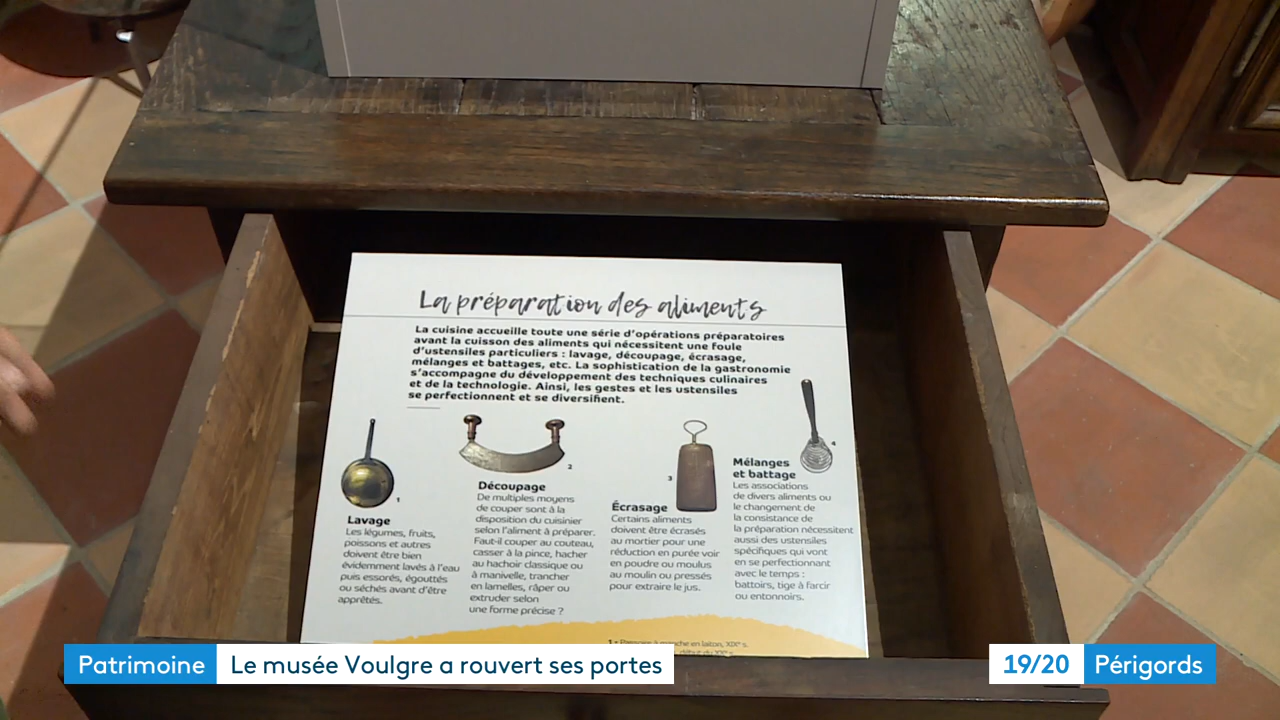 La préparation des aliments
La cuisine accueille toute une série d'opérations préparatoires
avant la cuisson des aliments qui nécessitent une foule
d'ustensiles particuliers : lavage, découpage, écrasage,
mélanges et battages, etc. La sophistication de la gastronomie
s'accompagne du développement des techniques culinaires
et de la technologie. Ainsi, les gestes et les ustensiles
se perfectionnent et se diversifient.
1
Lavage
Les légumes, fruits,
poissons et autres
doivent être bien
évidemment lavés à l'eau
puis essorés, égouttés
ou séchés avant d'être
apprêtés.
2
Découpage
De multiples moyens
de couper sont à la
disposition du cuisinier
selon l'aliment à préparer.
Faut-il couper au couteau,
casser à la pince, hacher
au hachoir classique ou
à manivelle, trancher
en lamelles, râper ou
extruder selon
une forme précise ?
3
Écrasage
Certains aliments
doivent être écrasés
au mortier pour une
réduction en purée voir
en poudre ou moulus
au moulin ou pressés
pour extraire le jus.
4
Mélanges
et battage
Les associations
de divers aliments ou
le changement de
la consistance de
la préparation nécessitent
aussi des ustensiles
spécifiques qui vont
en se perfectionnant
avec le temps :
battoirs, tige à farcir
ou entonnoirs.
1 • Passoire à manche en laiton, XIXe s.
début du XXe s.
Patrimoine Le musée Voulgre a rouvert ses portes
19/20 Périgords